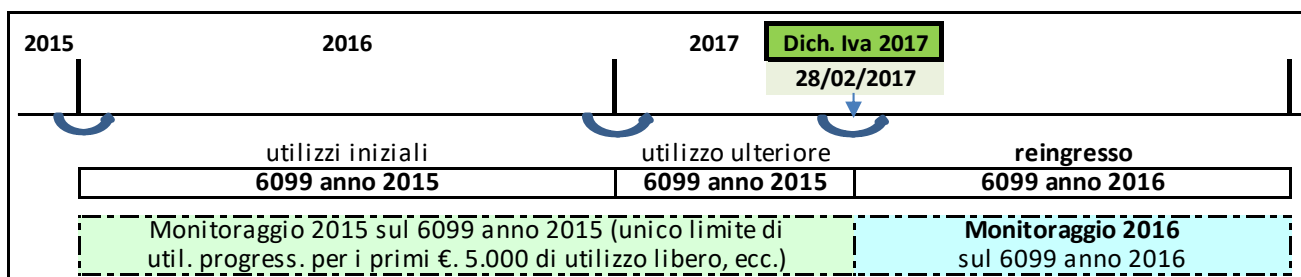 2015 2016 2017 Dich. Iva 2017
28/02/2017
utilizzi iniziali utilizzo ulteriore reingresso
6099 anno 2015 6099 anno 2015 6099 anno 2016
Monitoraggio 2015 sul 6099 anno 2015 (unico limite di
util. progress. per i primi €. 5.000 di utilizzo libero, ecc.)
Monitoraggio 2016
sul 6099 anno 2016